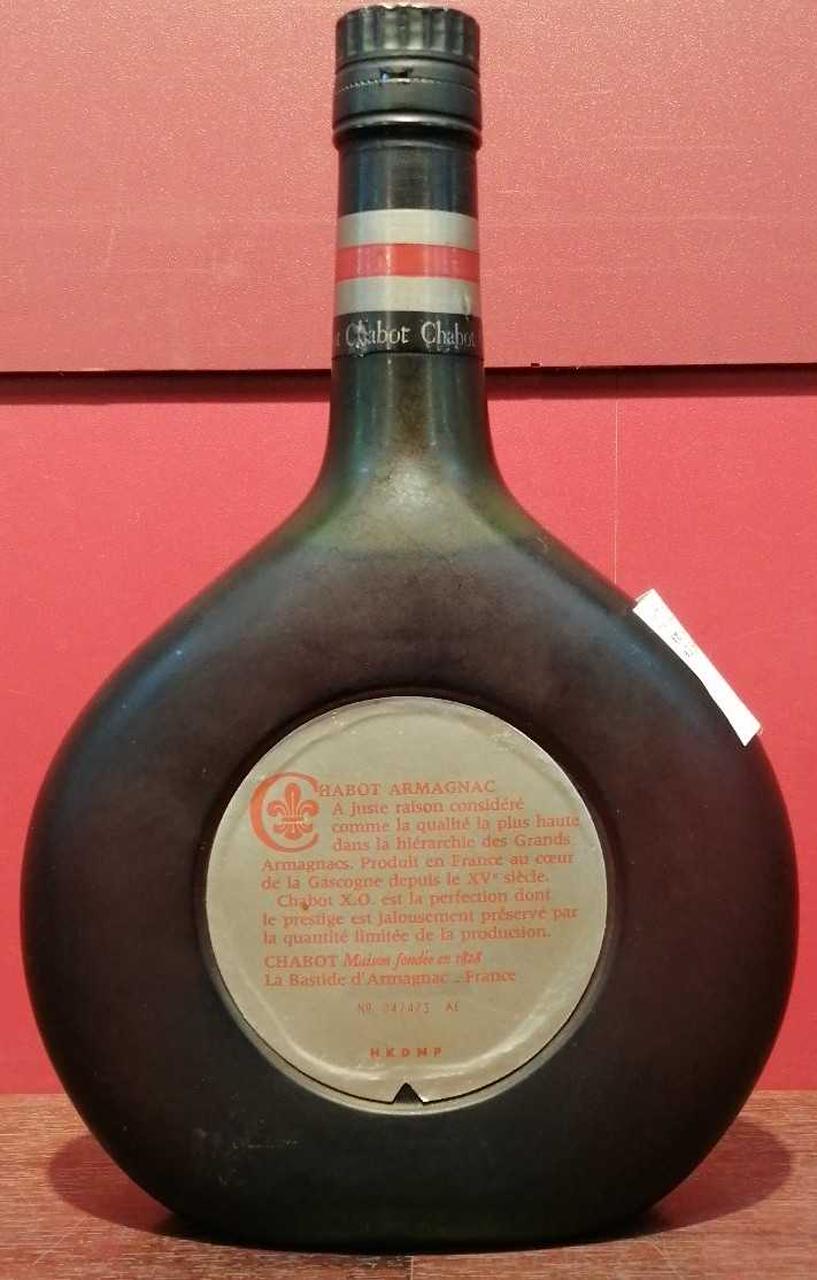 Chabot Chabot
CHABOT ARMAGNAC
A juste raison considéré
comme la qualité la plus haute
dans la hiérarchie des Grands
Armagnacs. Produit en France au cœur
de la Gascogne depuis le XVᵉ siècle.
Chabot X.O. est la perfection dont
le prestige est jalousement préservé par
la quantité limitée de la production.
CHABOT Maison fondée en 1828
La Bastide d'Armagnac _ France
Nº AE
HKDNP